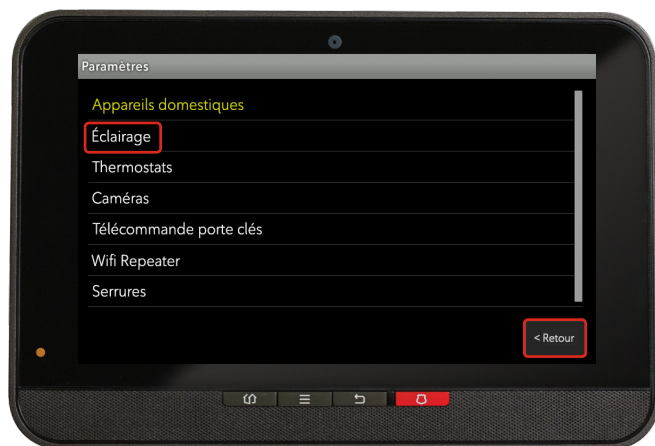 Paramètres
Appareils domestiques
Éclairage
Thermostats
Caméras
Télécommande porte clés
Wifi Repeater
Serrures
< Retour